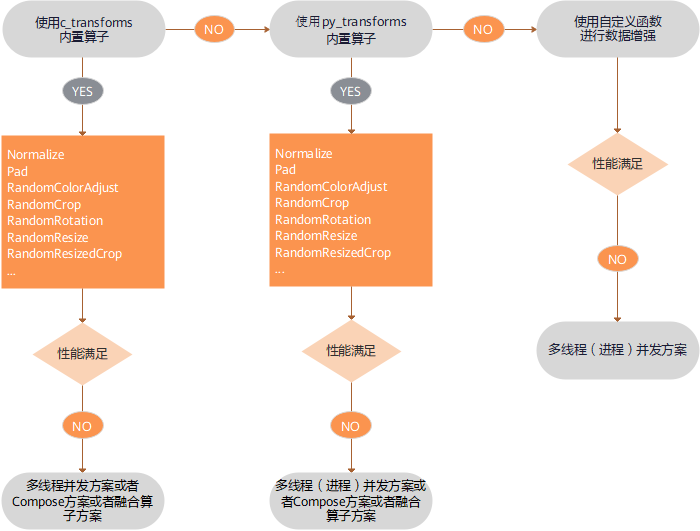 使用c_transforms
内置算子
NO
使用py_transforms
内置算子
NO
使用自定义函数
进行数据增强
YES
YES
Normalize
Pad
RandomColorAdjust
RandomCrop
RandomRotation
RandomResize
RandomResizedCrop
...
Normalize
Pad
RandomColorAdjust
RandomCrop
RandomRotation
RandomResize
RandomResizedCrop
...
性能满足
NO
多线程（进程）并发方案
性能满足
NO
多线程并发方案或者
Compose方案或者融合算
子方案
性能满足
NO
多线程（进程）并发方案或
者Compose方案或者融合
算子方案